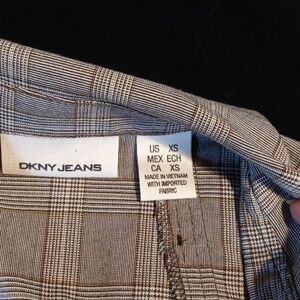 DKNY JEANS
US XS
MEX ECH
CA XS
MADE IN VIETNAM
WITH IMPORTED
FABRIC